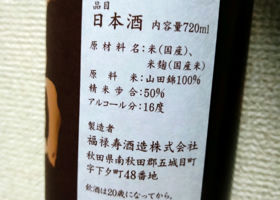 品目
日本酒 内容量720ml
原材料名：米(国産)、
米麹(国産米)
原料米：山田錦100%
精米歩合：50%
アルコール分：16度
製造者
福禄寿酒造株式会社
秋田県南秋田郡五城目町
字下夕町48番地
飲酒は20歳になってから。